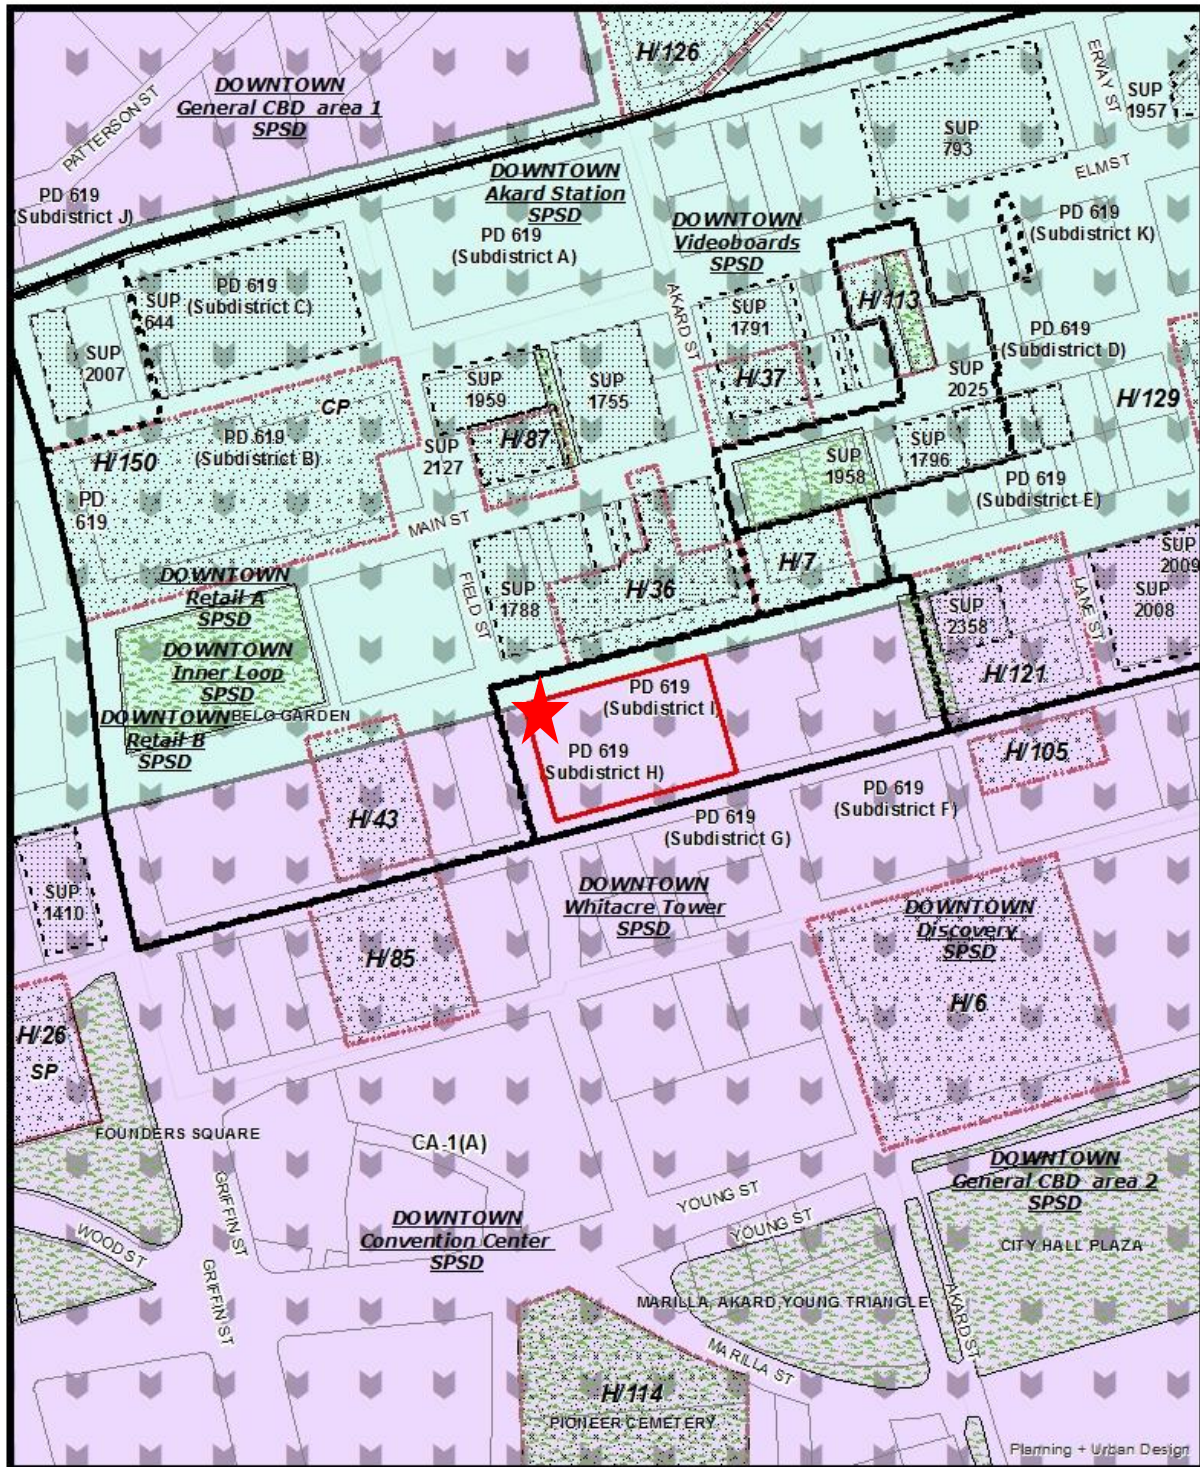 H/126
DOWNTOWN
General CBD area 1
SPSD
PATTERSON ST
ERVAY ST
SUP
1957
SUP
793
ELM ST
PD 619
(Subdistrict J)
DOWNTOWN
Akard Station
SPSD
PD 619
(Subdistrict A)
DOWNTOWN
Videoboards
SPSD
PD 619
(Subdistrict K)
SUP
644
PD 619
(Subdistrict C)
AKARD ST
SUP
1791
H/113
PD 619
(Subdistrict D)
SUP
2007
SUP
1959
SUP
1755
H/37
SUP
2025
H/129
CP
H/150
PD 619
(Subdistrict B)
SUP
2127
H/87
SUP
1958
SUP
1796
PD 619
(Subdistrict E)
PD
619
MAIN ST
DOWNTOWN
Retail A
SPSD
FIELD ST
SUP
1788
H/36
H/7
SUP
2358
LANE ST
SUP
2009
SUP
2008
DOWNTOWN
Inner Loop
SPSD
H/121
BELO GARDEN
DOWNTOWN
Retail B
SPSD
PD 619
(Subdistrict I)
PD 619
Subdistrict H)
H/105
PD 619
(Subdistrict F)
PD 619
(Subdistrict G)
H/43
SUP
1410
DOWNTOWN
Whitacre Tower
SPSD
DOWNTOWN
Discovery
SPSD
H/85
H/6
H/26
SP
FOUNDERS SQUARE
CA-1(A)
DOWNTOWN
General CBD area 2
SPSD
GRIFFIN ST
YOUNG ST
YOUNG ST
WOOD ST
DOWNTOWN
Convention Center
SPSD
CITY HALL PLAZA
GRIFFIN ST
MARILLA, AKARD, YOUNG TRIANGLE
AKARD ST
MARILLA ST
H/114
PIONEER CEMETERY
Planning + Urban Design